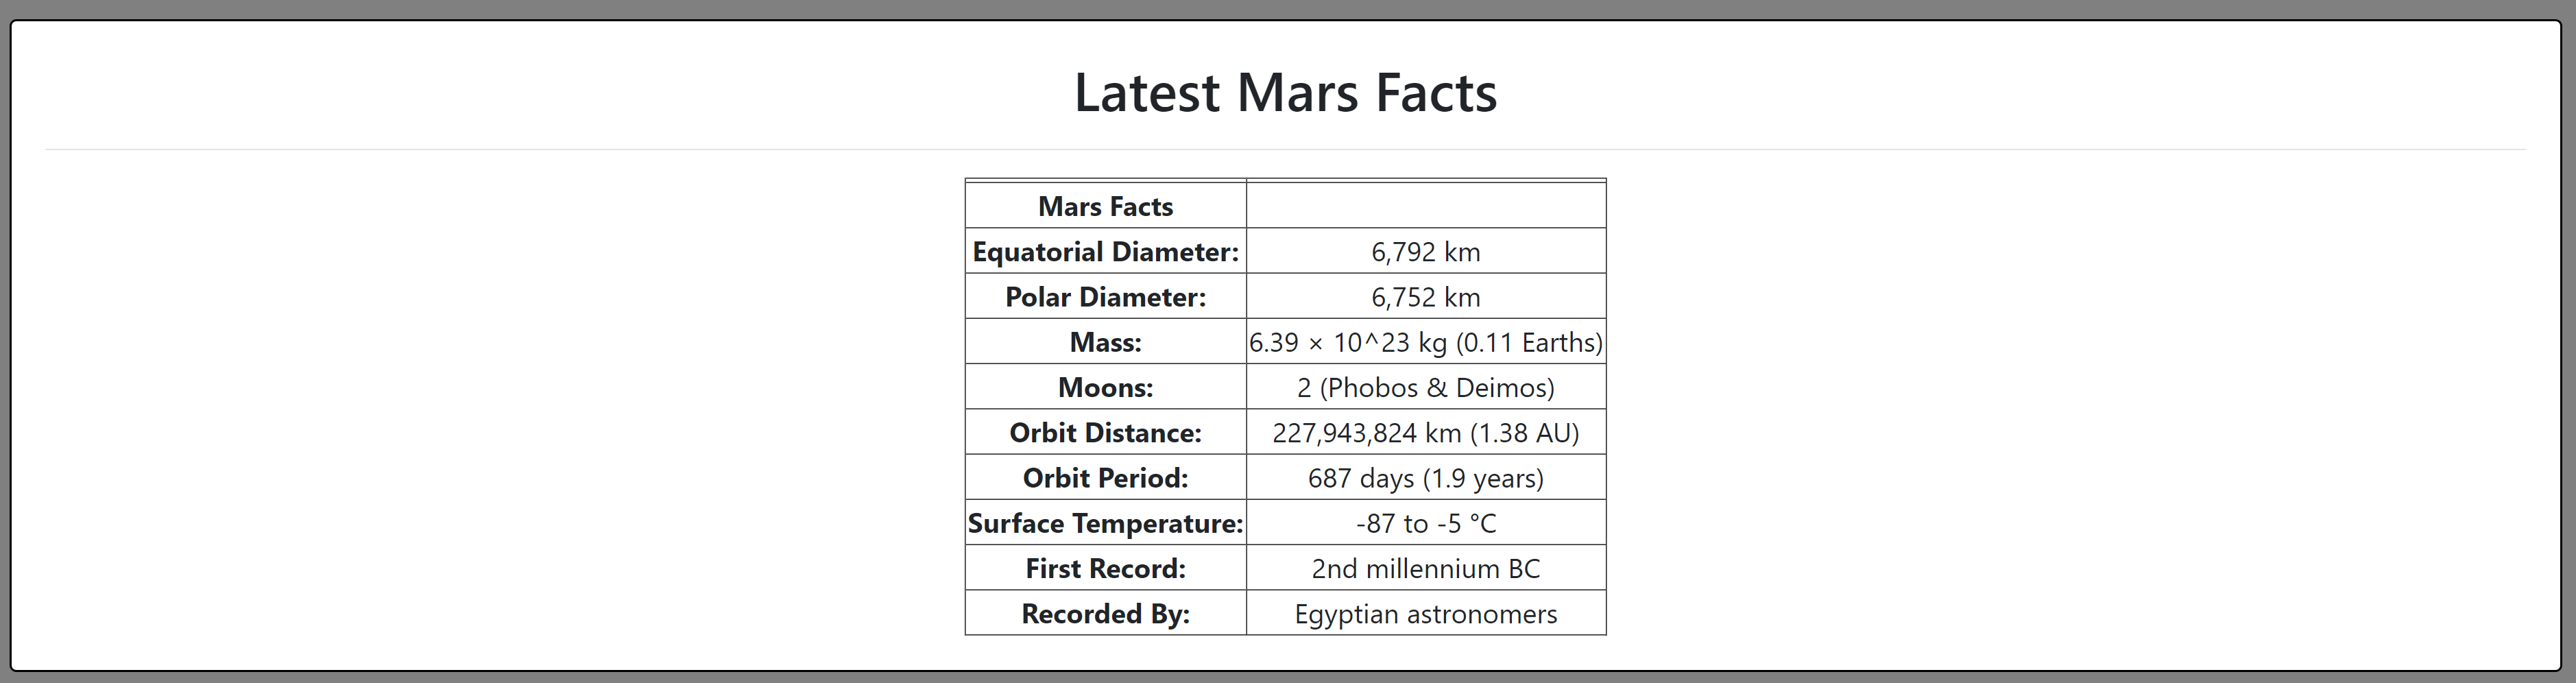 Latest Mars Facts
Mars Facts
Equatorial Diameter: 6,792 km
Polar Diameter: 6,752 km
Mass: 6.39 × 10^23 kg (0.11 Earths)
Moons: 2 (Phobos & Deimos)
Orbit Distance: 227,943,824 km (1.38 AU)
Orbit Period: 687 days (1.9 years)
Surface Temperature: -87 to -5 °C
First Record: 2nd millennium BC
Recorded By: Egyptian astronomers